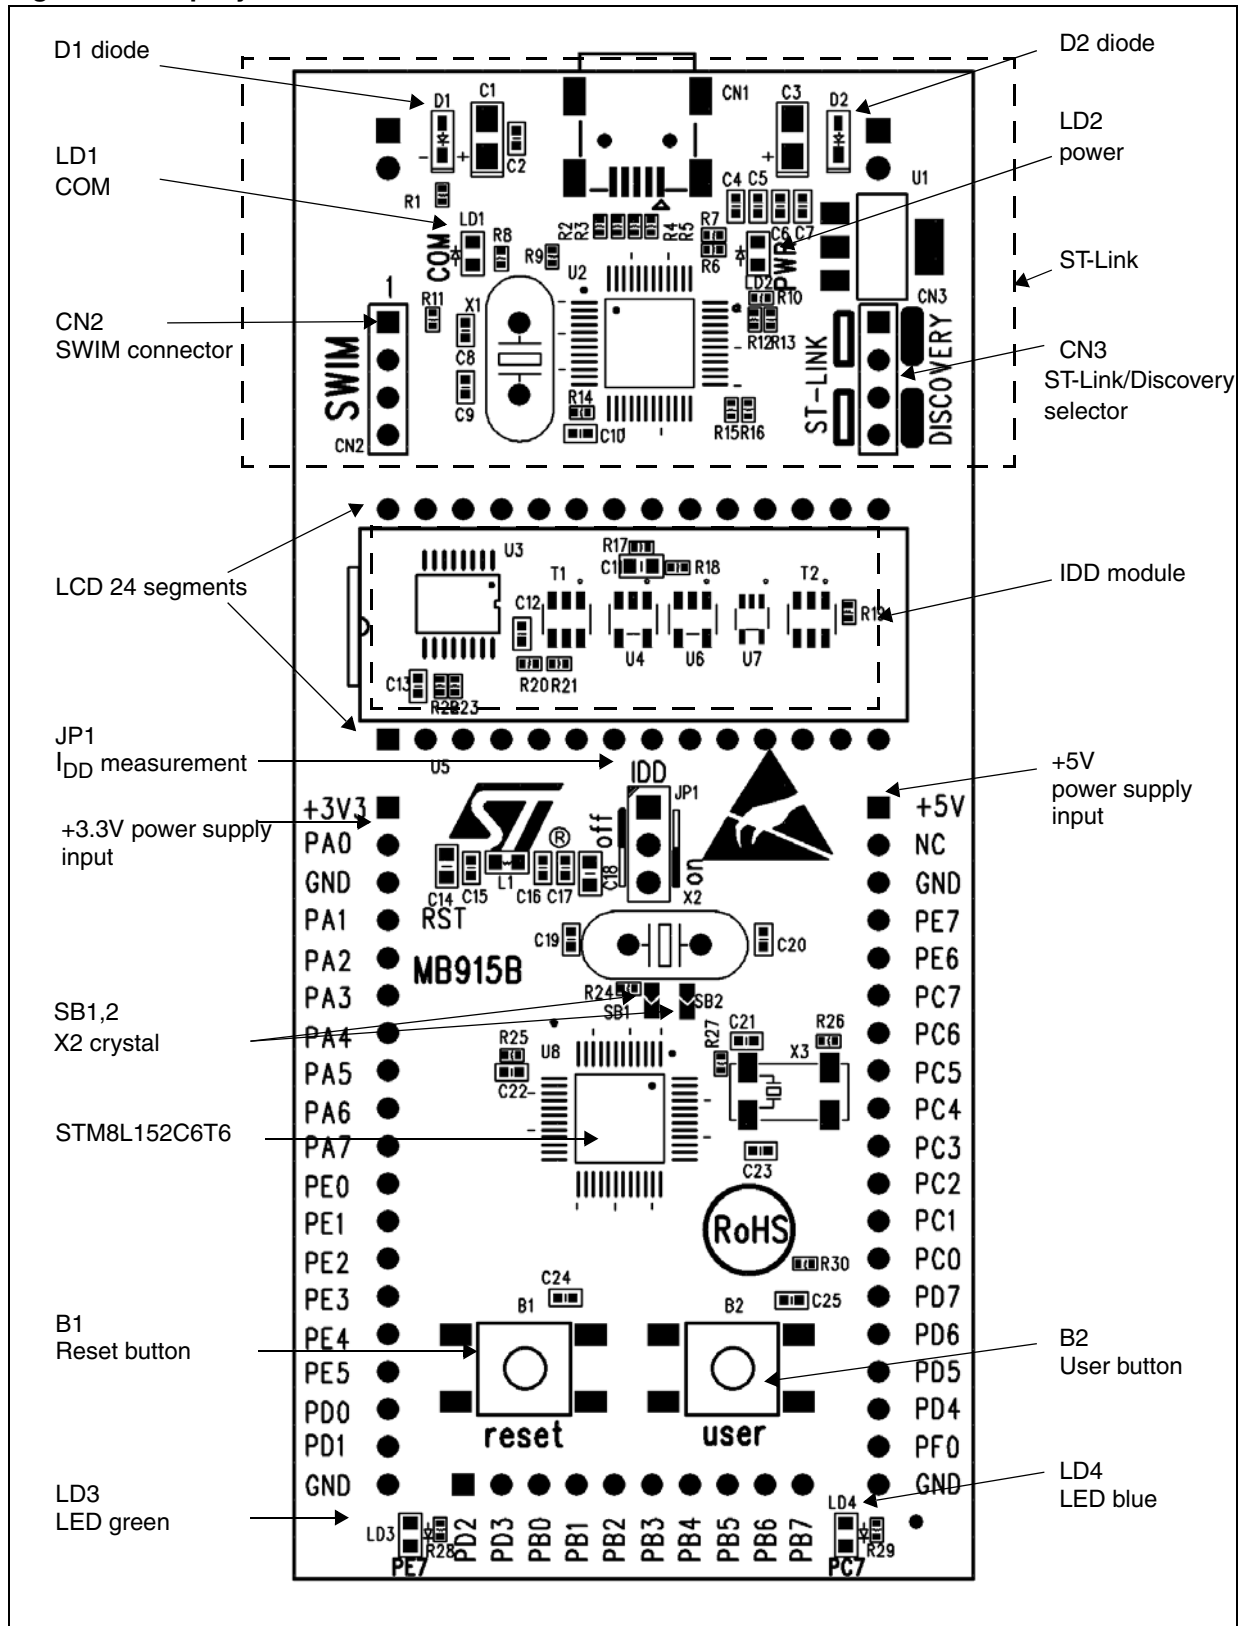 D1 diode
D2 diode
LD1
COM
LD2
power
ST-Link
CN2
SWIM connector
CN3
ST-Link/Discovery
selector
LCD 24 segments
IDD module
JP1
IDD measurement
+5V
power supply
input
+3.3V power supply
input
SB1,2
X2 crystal
STM8L152C6T6
B1
Reset button
B2
User button
LD3
LED green
LD4
LED blue
D1
C1
C2
CN1
C3
D2
- +
+ -
R1
LD1
COM
R8
R9
R2
R3
R4
R5
R7
R6
C4 C5
C6 C7
U1
PWR
LD2
R10
R12 R13
U2
X1
R11
C8
C9
1
SWIM
CN2
R14
C10
R15 R16
CN3
ST-LINK
DISCOVERY
U3
R17
C1
R18
T1
T2
C12
R19
U4
U6
U7
C13
R20 R21
R23
U5
IDD
JP1
off
on
C14
C15
L1
C16
C17
C18
®
RST
X2
C19
C20
MB915B
R24
SB1
SB2
R25
C22
U8
R27
C21
R26
X3
C23
RoHS
R30
C24
C25
B1
B2
reset
user
+3V3
PA0
GND
PA1
PA2
PA3
PA4
PA5
PA6
PA7
PE0
PE1
PE2
PE3
PE4
PE5
PD0
PD1
GND
+5V
NC
GND
PE7
PE6
PC7
PC6
PC5
PC4
PC3
PC2
PC1
PC0
PD7
PD6
PD5
PD4
PF0
GND
LD3
R28
PE7
PD2
PD3
PB0
PB1
PB2
PB3
PB4
PB5
PB6
PB7
LD4
R29
PC7